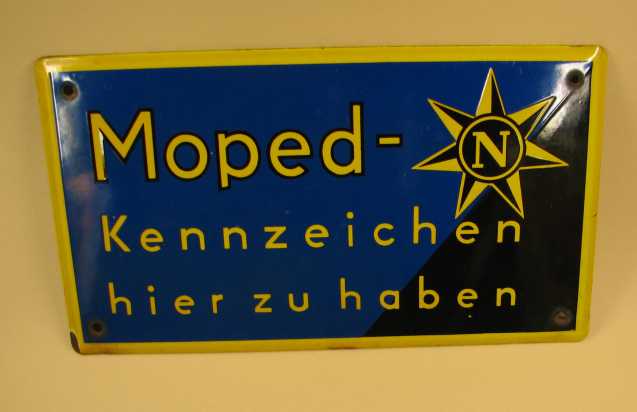 Moped-
N
Kennzeichen
hier zu haben